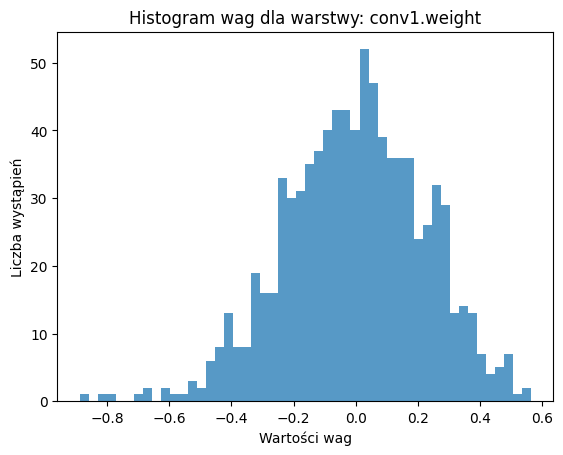 Histogram wag dla warstwy: conv1.weight
Liczba wystąpień
50
40
30
20
10
0
−0.8 −0.6 −0.4 −0.2 0.0 0.2 0.4 0.6
Wartości wag